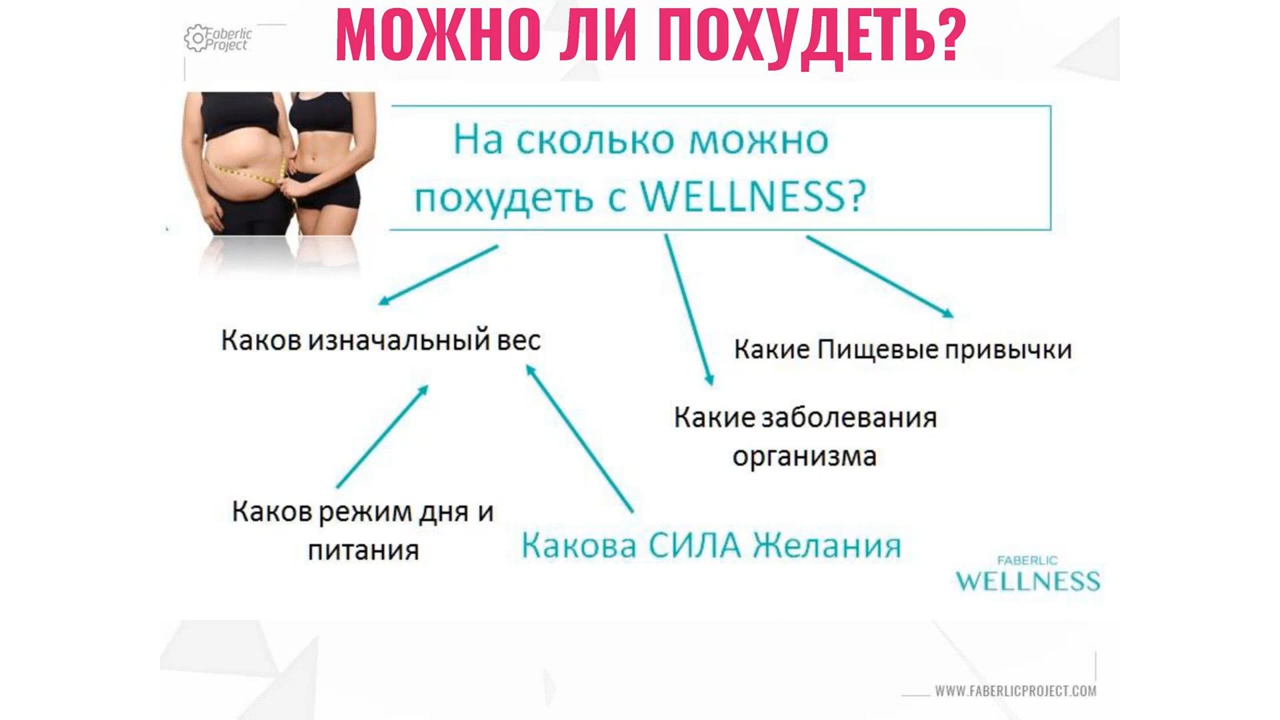 Faberlic
Project
МОЖНО ЛИ ПОХУДЕТЬ?
На сколько можно
похудеть с WELLNESS?
Каков изначальный вес
Какие Пищевые привычки
Какие заболевания
организма
Каков режим дня и
питания
Какова СИЛА Желания
FABERLIC
WELLNESS
WWW.FABERLICPROJECT.COM